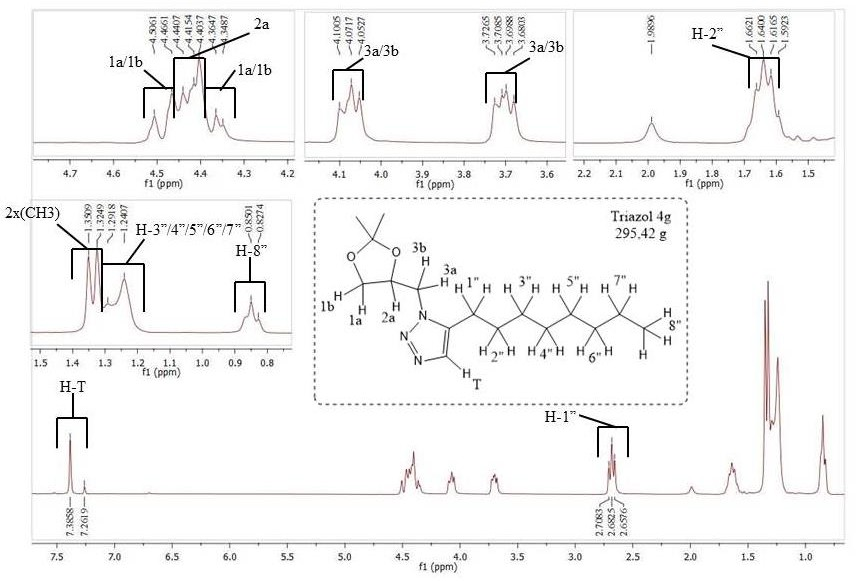 4.5061
4.4661
4.4407
4.4154
4.4037
4.3647
4.3487
2a
1a/1b
1a/1b
4.7 4.6 4.5 4.4 4.3 4.2
f1 (ppm)
4.1005
4.0717
4.0527
3.7265
3.7085
3.6988
3.6803
3a/3b
3a/3b
4.1 4.0 3.9 3.8 3.7 3.6
f1 (ppm)
1.9896
1.6621
1.6400
1.6165
1.5923
H-2”
2.2 2.1 2.0 1.9 1.8 1.7 1.6 1.5
f1 (ppm)
1.3509
1.3249
1.2918
1.2407
0.8501
0.8274
2x(CH3)
H-3”/4”/5”/6”/7”
H-8”
1.5 1.4 1.3 1.2 1.1 1.0 0.9 0.8
f1 (ppm)
Triazol 4g
295,42 g
O O
3b
H
H 3a
1" 3" 5" 7"
H H H H H H H H
H H
1b H H
1a 2a
N
N
N
H T
H H H H H H
2" 4" 6"
H
H 8"
H
H-T
H-1”
7.3858
7.2619
2.7083
2.6825
2.6576
7.5 7.0 6.5 6.0 5.5 5.0 4.5 4.0 3.5 3.0 2.5 2.0 1.5 1.0
f1 (ppm)